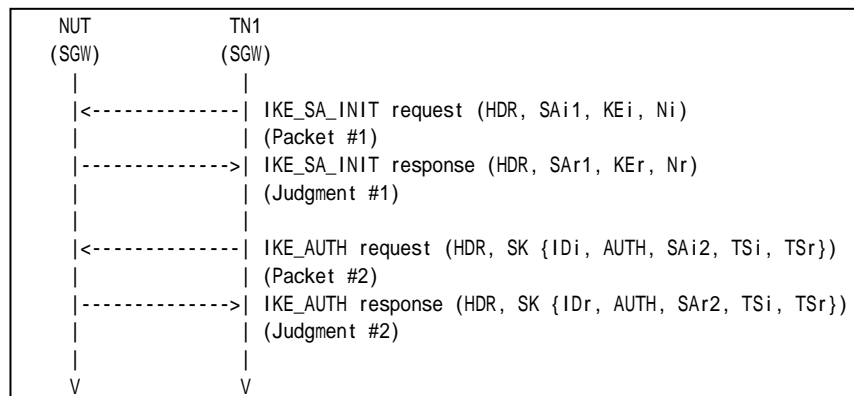 NUT TN1
(SGW) (SGW)
| |
|<--------------| IKE_SA_INIT request (HDR, SAi1, KEi, Ni)
| | (Packet #1)
|-------------->| IKE_SA_INIT response (HDR, SAr1, KEr, Nr)
| | (Judgment #1)
| |
|<--------------| IKE_AUTH request (HDR, SK {IDi, AUTH, SAi2, TSi, TSr})
| | (Packet #2)
|-------------->| IKE_AUTH response (HDR, SK {IDr, AUTH, SAr2, TSi, TSr})
| | (Judgment #2)
| |
V V